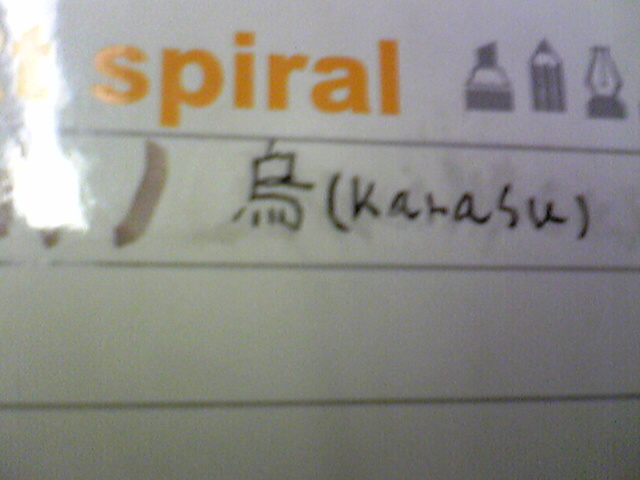 spiral
烏 (Karasu)